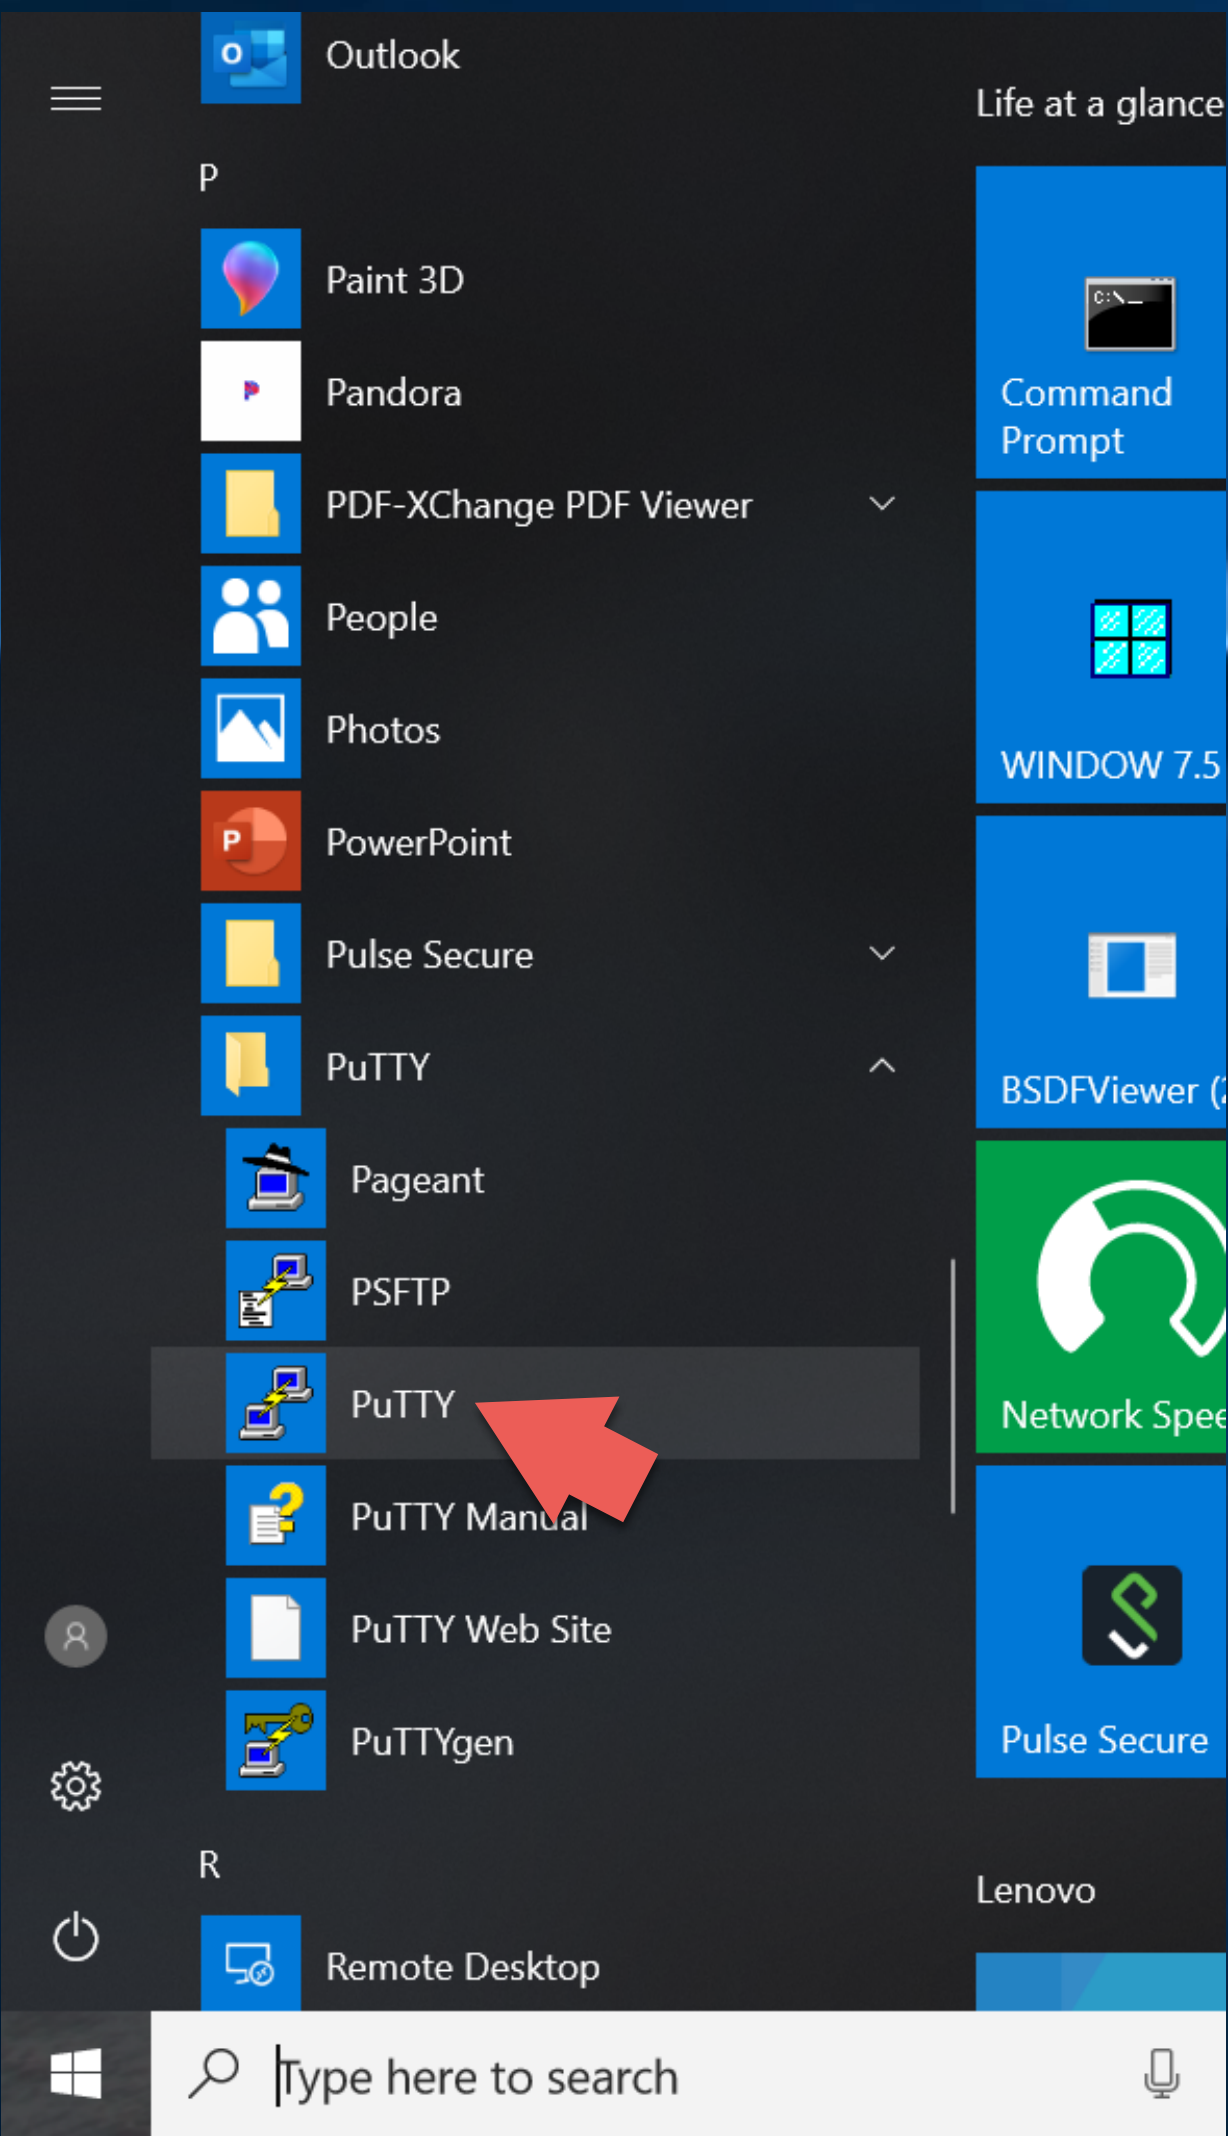 Outlook
P
Paint 3D
Pandora
PDF-XChange PDF Viewer
People
Photos
PowerPoint
Pulse Secure
PuTTY
Pageant
PSFTP
PuTTY
PuTTY Manual
PuTTY Web Site
PuTTYgen
R
Remote Desktop
Life at a glance
C:\_
Command
Prompt
WINDOW 7.5
BSDFViewer (2
Network Spee
Pulse Secure
Lenovo
Type here to search